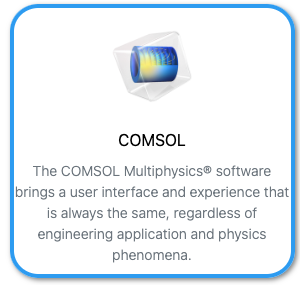 COMSOL
The COMSOL Multiphysics® software
brings a user interface and experience that
is always the same, regardless of
engineering application and physics
phenomena.